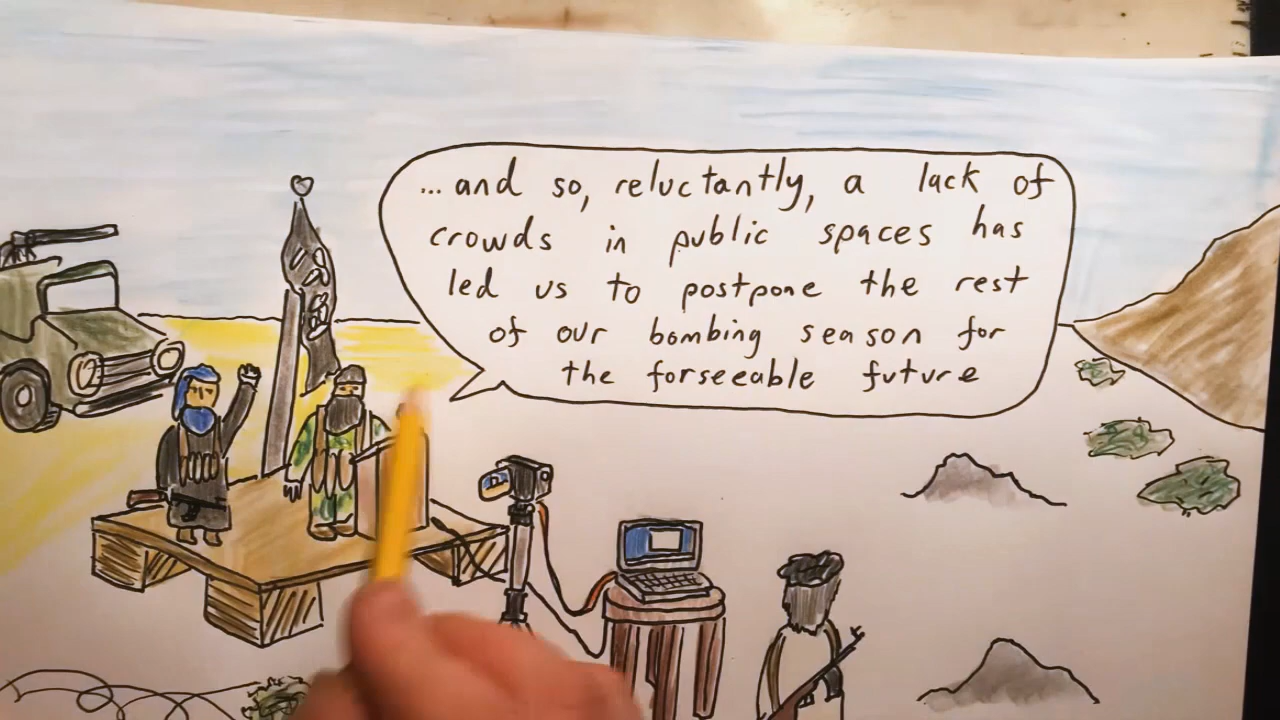 ... and so, reluctantly, a lack of
crowds in public spaces has
led us to postpone the rest
of our bombing season for
the forseeable future